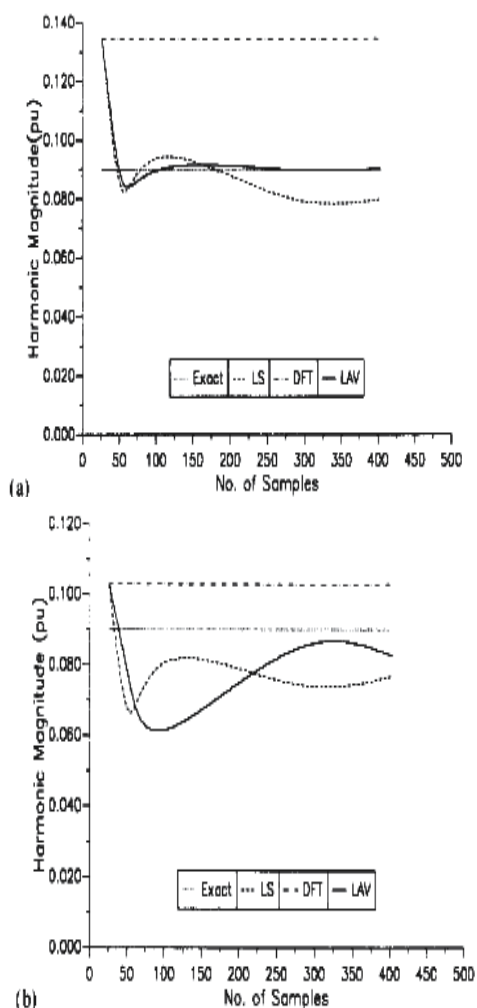 0.140
0.120
0.100
0.080
0.060
0.040
0.020
0.000
Harmonic Magnitude(pu)
Exact LS DFT LAV
0 50 100 150 200 250 300 350 400 450 500
No. of Samples
(a)
0.120
0.100
0.080
0.060
0.040
0.020
0.000
Harmonic Magnitude (pu)
Exact LS DFT LAV
0 50 100 150 200 250 300 350 400 450 500
No. of Samples
(b)